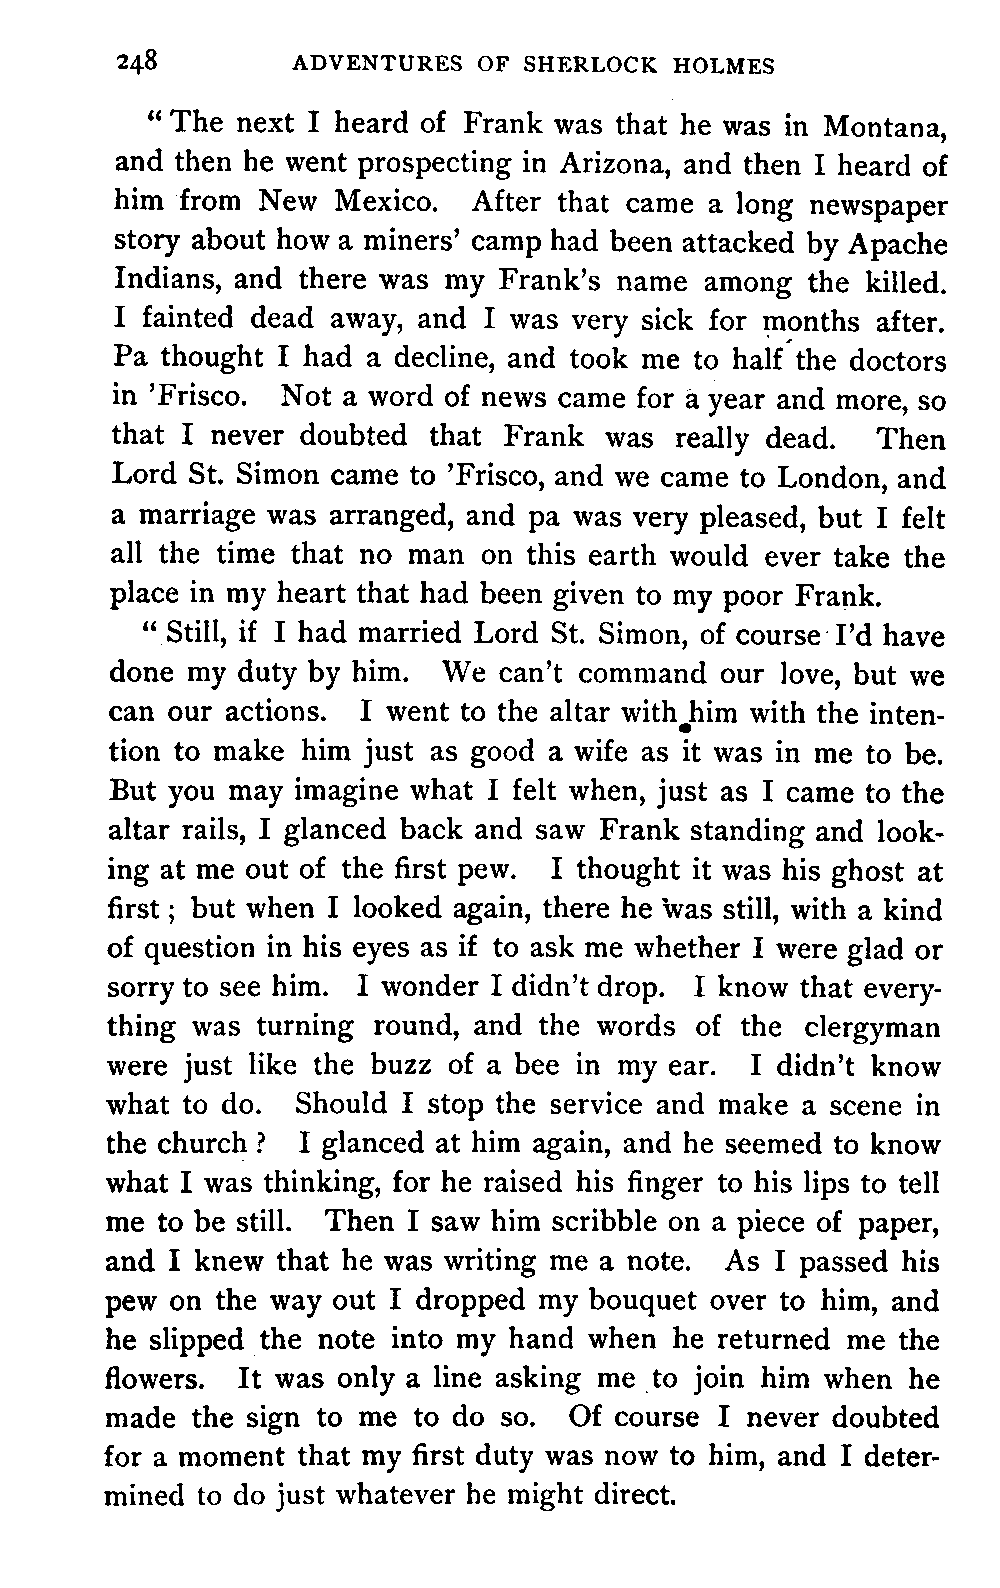 248 ADVENTURES OF SHERLOCK HOLMES
“ The next I heard of Frank was that he was in Montana,
and then he went prospecting in Arizona, and then I heard of
him from New Mexico. After that came a long newspaper
story about how a miners’ camp had been attacked by Apache
Indians, and there was my Frank’s name among the killed.
I fainted dead away, and I was very sick for months after.
Pa thought I had a decline, and took me to half the doctors
in ’Frisco. Not a word of news came for a year and more, so
that I never doubted that Frank was really dead. Then
Lord St. Simon came to ’Frisco, and we came to London, and
a marriage was arranged, and pa was very pleased, but I felt
all the time that no man on this earth would ever take the
place in my heart that had been given to my poor Frank.
“ Still, if I had married Lord St. Simon, of course I’d have
done my duty by him. We can’t command our love, but we
can our actions. I went to the altar with him with the inten-
tion to make him just as good a wife as it was in me to be.
But you may imagine what I felt when, just as I came to the
altar rails, I glanced back and saw Frank standing and look-
ing at me out of the first pew. I thought it was his ghost at
first ; but when I looked again, there he was still, with a kind
of question in his eyes as if to ask me whether I were glad or
sorry to see him. I wonder I didn’t drop. I know that every-
thing was turning round, and the words of the clergyman
were just like the buzz of a bee in my ear. I didn’t know
what to do. Should I stop the service and make a scene in
the church ? I glanced at him again, and he seemed to know
what I was thinking, for he raised his finger to his lips to tell
me to be still. Then I saw him scribble on a piece of paper,
and I knew that he was writing me a note. As I passed his
pew on the way out I dropped my bouquet over to him, and
he slipped the note into my hand when he returned me the
flowers. It was only a line asking me to join him when he
made the sign to me to do so. Of course I never doubted
for a moment that my first duty was now to him, and I deter-
mined to do just whatever he might direct.